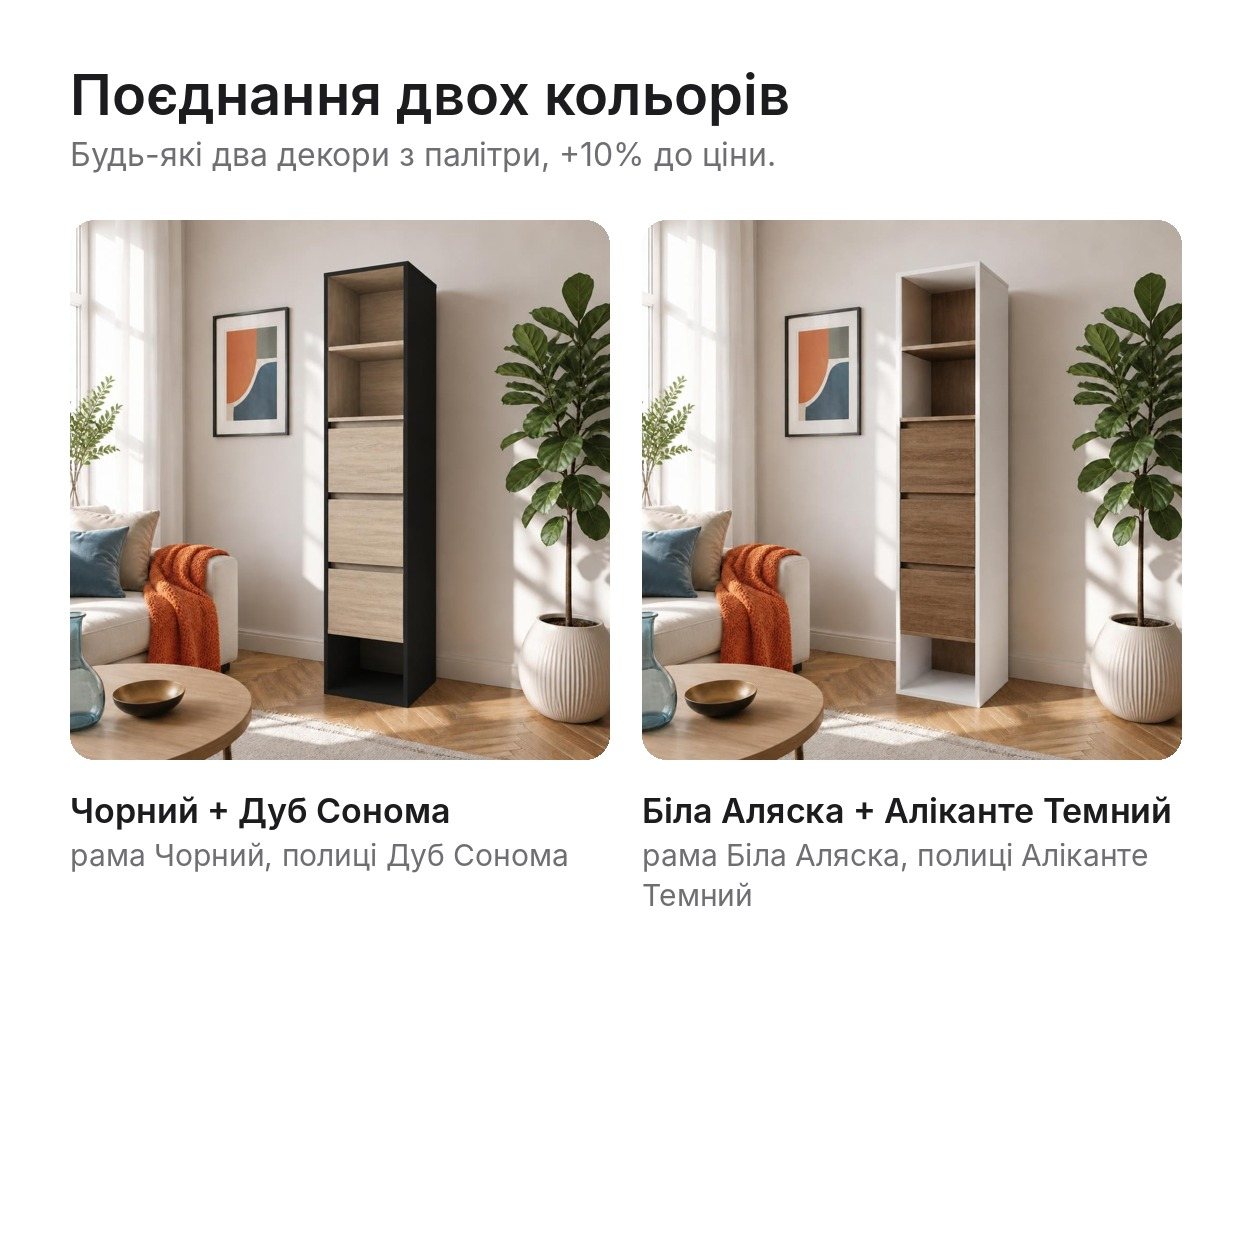 Поєднання двох кольорів
Будь-які два декори з палітри, +10% до ціни.
Чорний + Дуб Сонома
рама Чорний, полиці Дуб Сонома
Біла Аляска + Аліканте Темний
рама Біла Аляска, полиці Аліканте
Темний